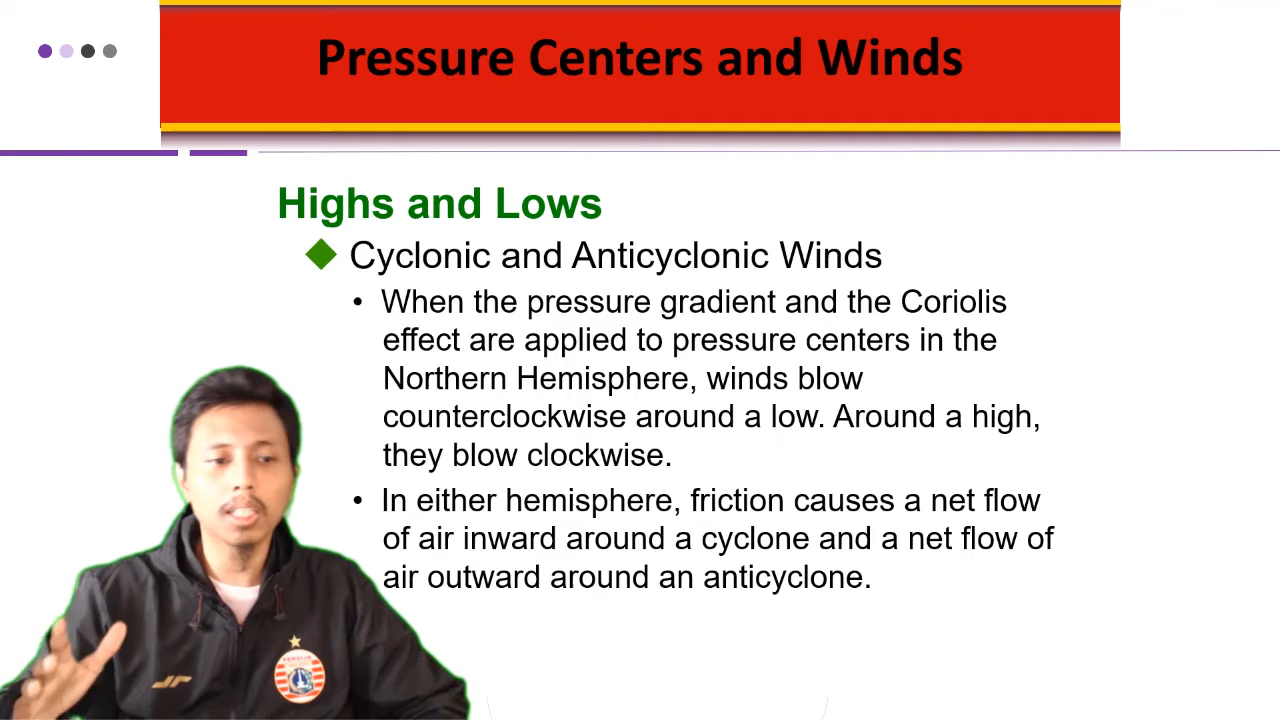 Pressure Centers and Winds
Highs and Lows
Cyclonic and Anticyclonic Winds
• When the pressure gradient and the Coriolis
effect are applied to pressure centers in the
Northern Hemisphere, winds blow
counterclockwise around a low. Around a high,
they blow clockwise.
• In either hemisphere, friction causes a net flow
of air inward around a cyclone and a net flow of
air outward around an anticyclone.